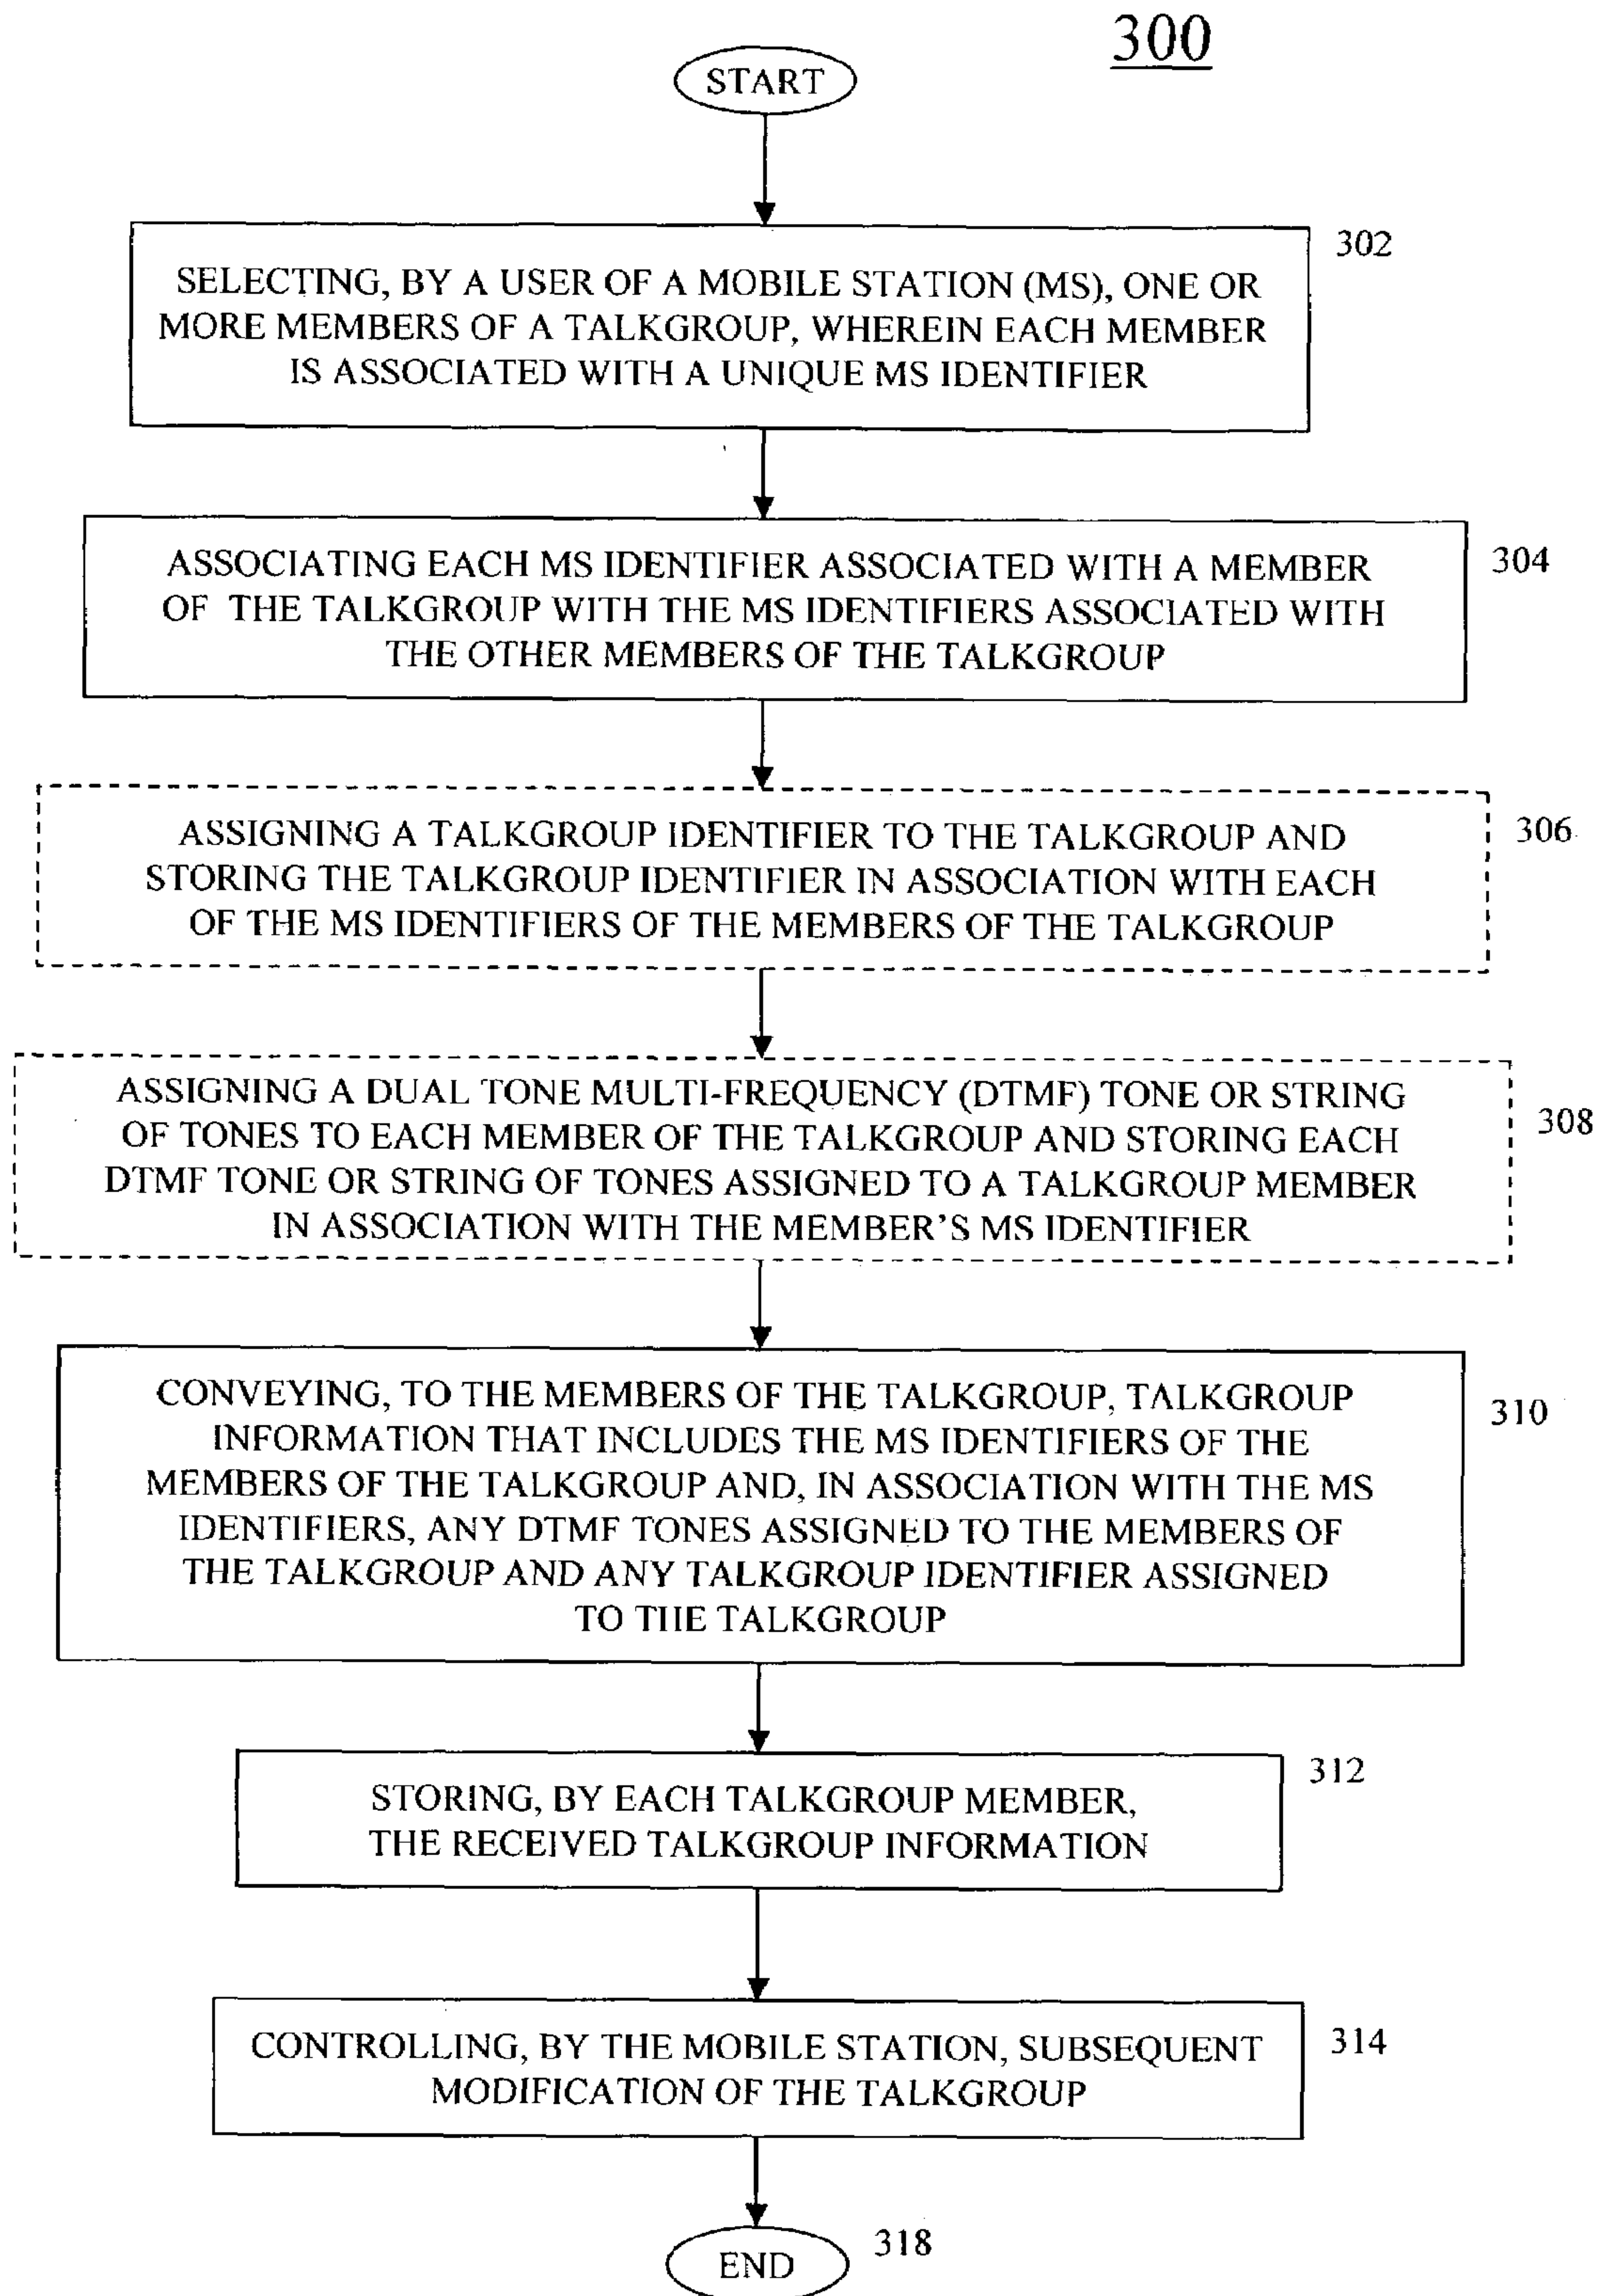 300
START
302
SELECTING, BY A USER OF A MOBILE STATION (MS), ONE OR
MORE MEMBERS OF A TALKGROUP, WHEREIN EACH MEMBER
IS ASSOCIATED WITH A UNIQUE MS IDENTIFIER
304
ASSOCIATING EACH MS IDENTIFIER ASSOCIATED WITH A MEMBER
OF THE TALKGROUP WITH THE MS IDENTIFIERS ASSOCIATED WITH
THE OTHER MEMBERS OF THE TALKGROUP
306
ASSIGNING A TALKGROUP IDENTIFIER TO THE TALKGROUP AND
STORING THE TALKGROUP IDENTIFIER IN ASSOCIATION WITH EACH
OF THE MS IDENTIFIERS OF THE MEMBERS OF THE TALKGROUP
308
ASSIGNING A DUAL TONE MULTI-FREQUENCY (DTMF) TONE OR STRING
OF TONES TO EACH MEMBER OF THE TALKGROUP AND STORING EACH
DTMF TONE OR STRING OF TONES ASSIGNED TO A TALKGROUP MEMBER
IN ASSOCIATION WITH THE MEMBER'S MS IDENTIFIER
310
CONVEYING, TO THE MEMBERS OF THE TALKGROUP, TALKGROUP
INFORMATION THAT INCLUDES THE MS IDENTIFIERS OF THE
MEMBERS OF THE TALKGROUP AND, IN ASSOCIATION WITH THE MS
IDENTIFIERS, ANY DTMF TONES ASSIGNED TO THE MEMBERS OF
THE TALKGROUP AND ANY TALKGROUP IDENTIFIER ASSIGNED
TO THE TALKGROUP
312
STORING, BY EACH TALKGROUP MEMBER,
THE RECEIVED TALKGROUP INFORMATION
314
CONTROLLING, BY THE MOBILE STATION, SUBSEQUENT
MODIFICATION OF THE TALKGROUP
318
END